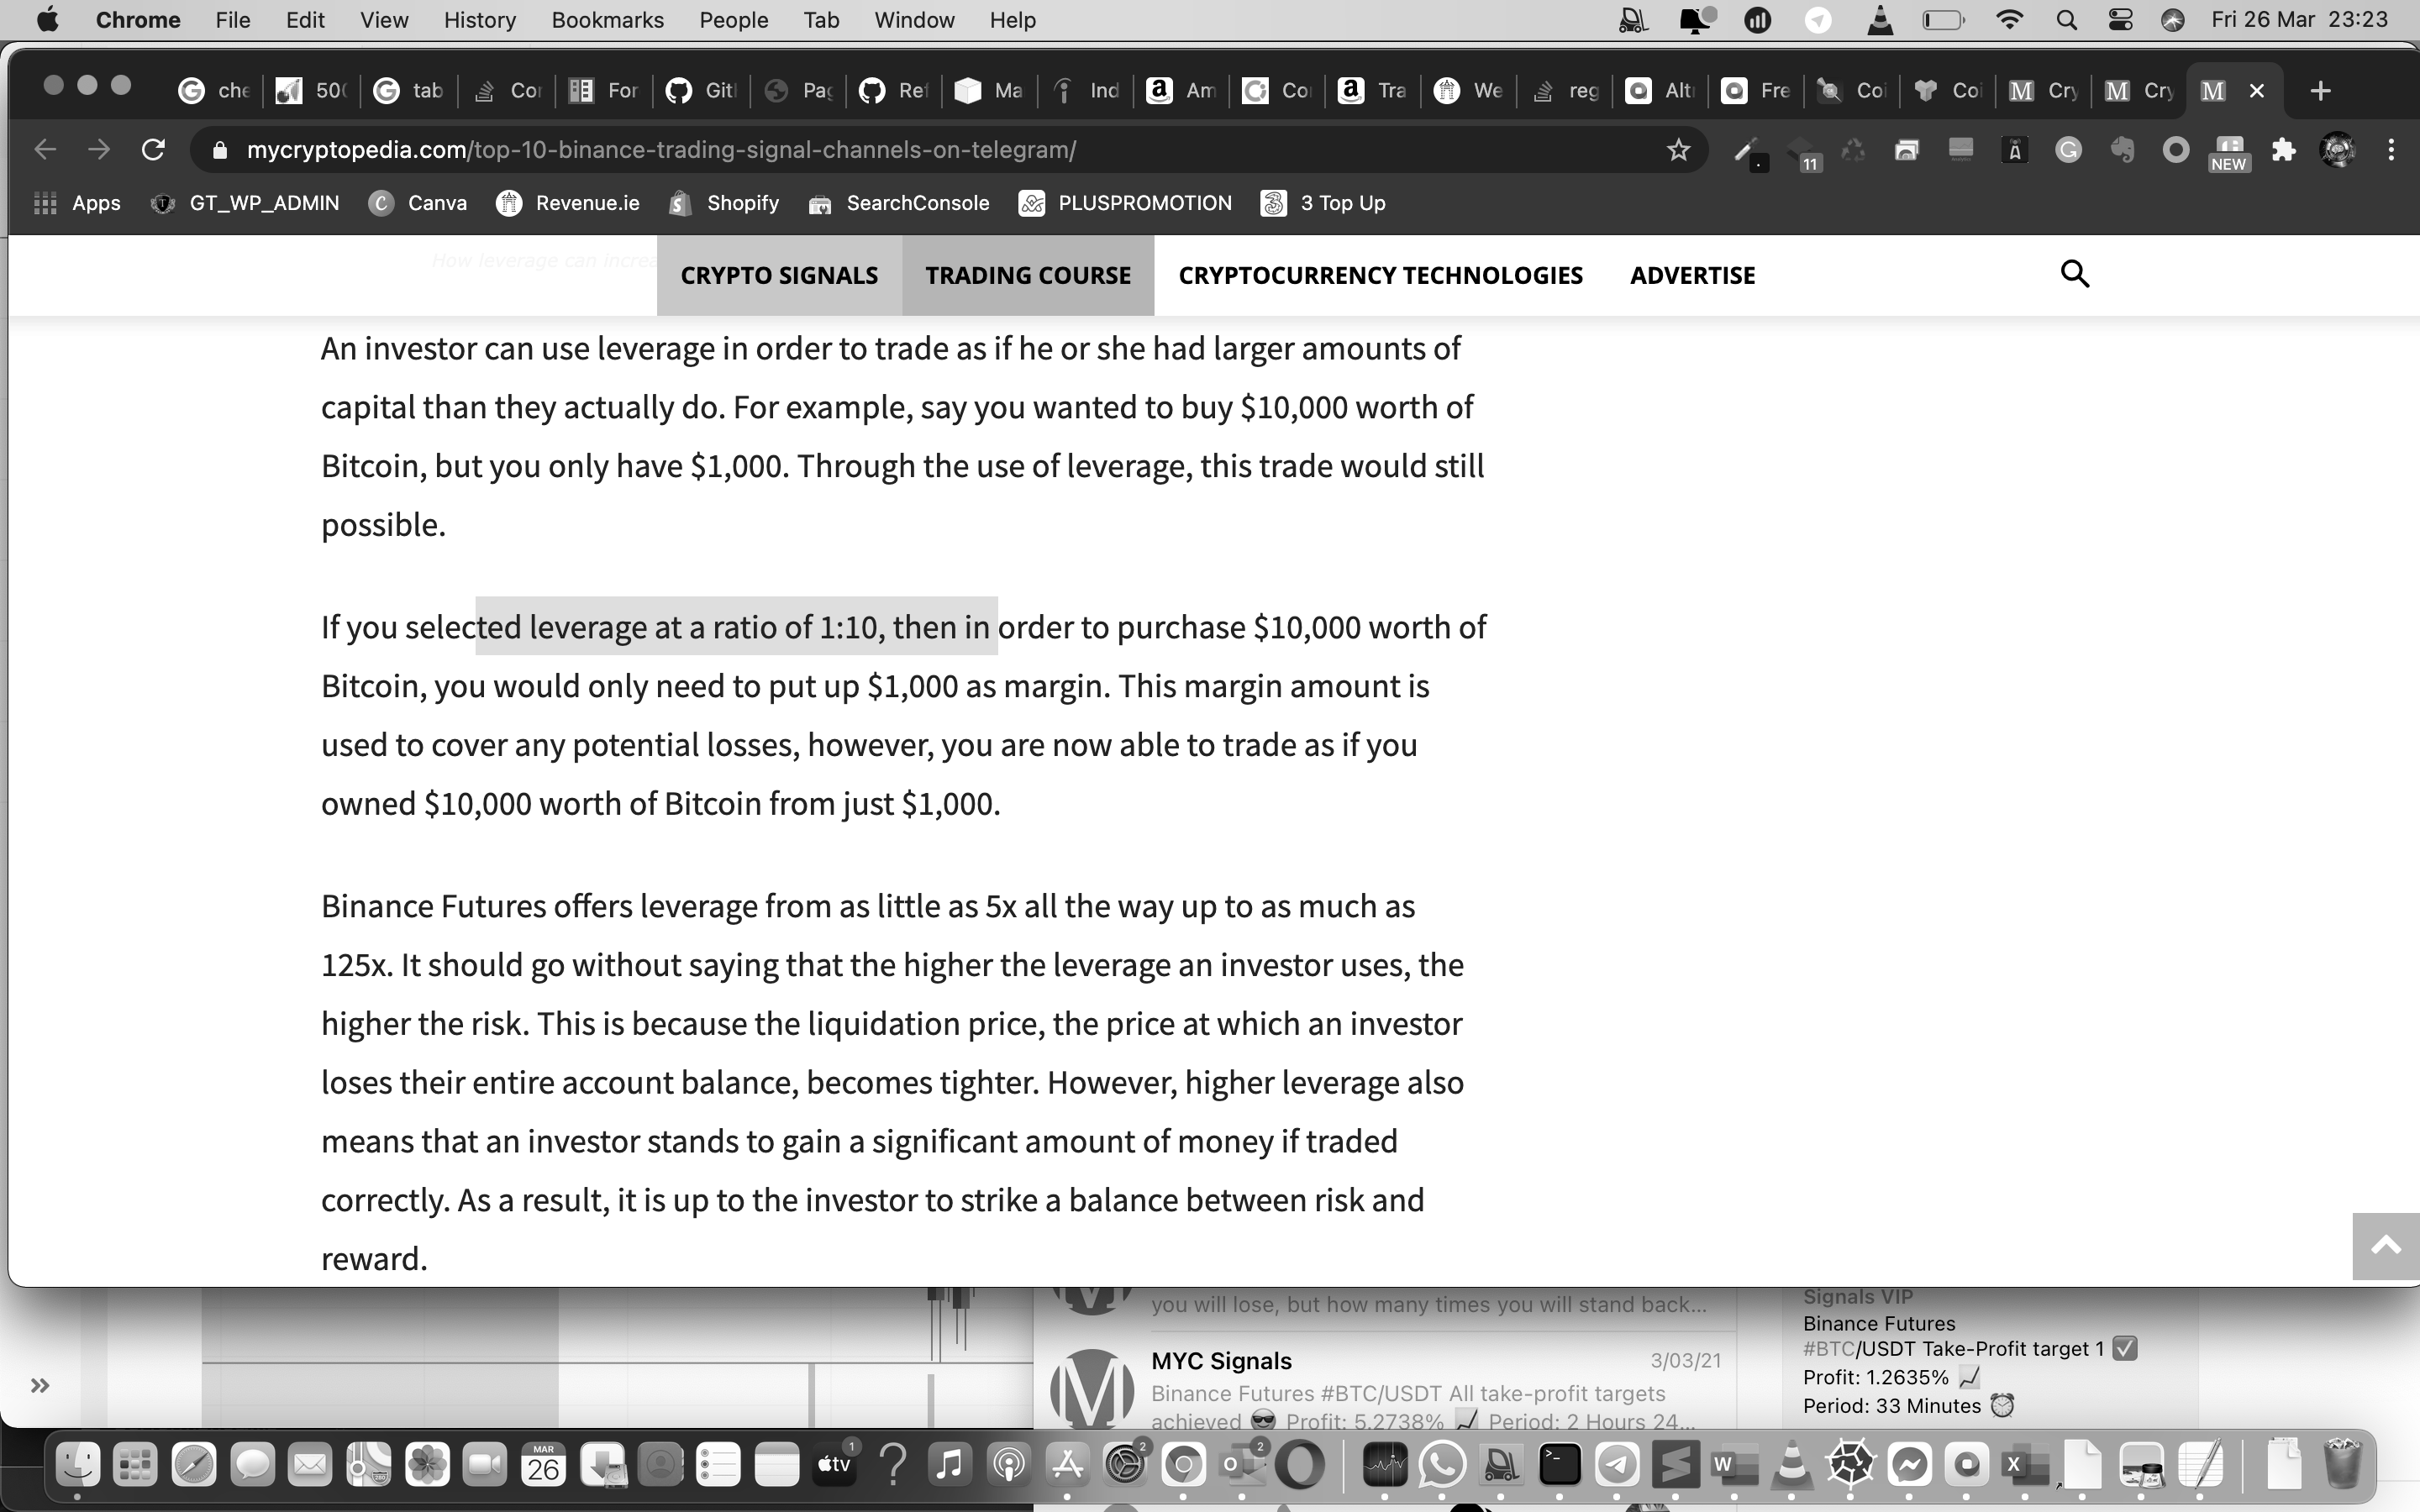 Chrome File Edit View History Bookmarks People Tab Window Help Fri 26 Mar 23:23
che 50 tab Cor For Git Pag Ref Ma Ind Am Co Tra We reg Alt Fre Coi Coi Cry Cry
mycryptopedia.com/top-10-binance-trading-signal-channels-on-telegram/ 11 NEW
Apps GT_WP_ADMIN Canva Revenue.ie Shopify SearchConsole PLUSPROMOTION 3 Top Up
How leverage can increa
CRYPTO SIGNALS TRADING COURSE CRYPTOCURRENCY TECHNOLOGIES ADVERTISE
An investor can use leverage in order to trade as if he or she had larger amounts of
capital than they actually do. For example, say you wanted to buy $10,000 worth of
Bitcoin, but you only have $1,000. Through the use of leverage, this trade would still
possible.
If you selected leverage at a ratio of 1:10, then in order to purchase $10,000 worth of
Bitcoin, you would only need to put up $1,000 as margin. This margin amount is
used to cover any potential losses, however, you are now able to trade as if you
owned $10,000 worth of Bitcoin from just $1,000.
Binance Futures offers leverage from as little as 5x all the way up to as much as
125x. It should go without saying that the higher the leverage an investor uses, the
higher the risk. This is because the liquidation price, the price at which an investor
loses their entire account balance, becomes tighter. However, higher leverage also
means that an investor stands to gain a significant amount of money if traded
correctly. As a result, it is up to the investor to strike a balance between risk and
reward.
you will lose, but how many times you will stand back...
MYC Signals 3/03/21
Binance Futures #BTC/USDT All take-profit targets
achieved 😎 Profit: 5.2738% 📈 Period: 2 Hours 24...
Signals VIP
Binance Futures
#BTC/USDT Take-Profit target 1 ✅
Profit: 1.2635% 📈
Period: 33 Minutes ⏰
MAR
26
tv
1
2
2